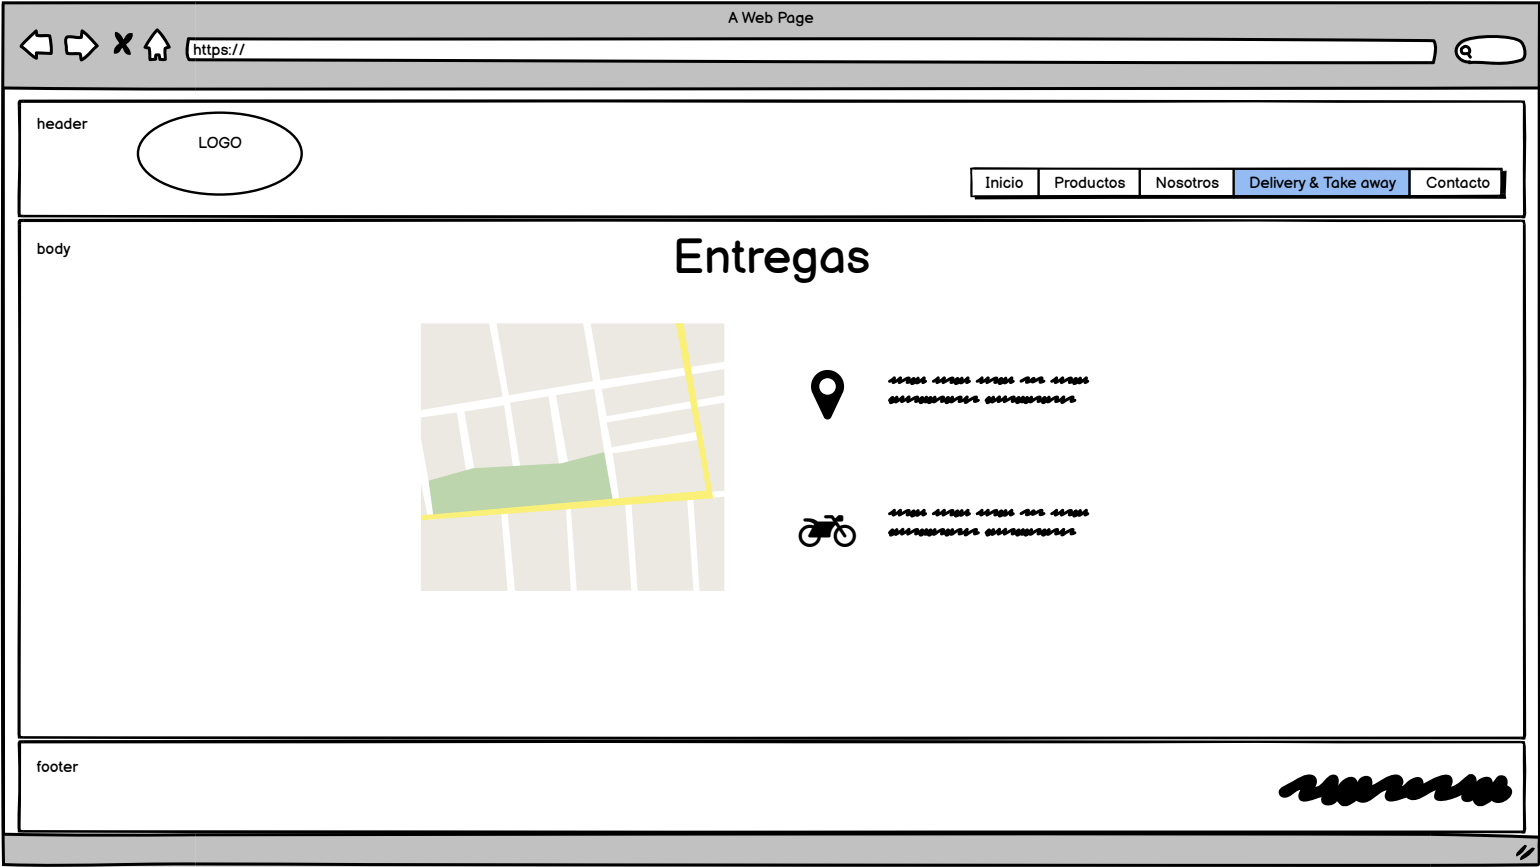 A Web Page
https://
header
LOGO
Inicio
Productos
Nosotros
Delivery & Take away
Contacto
body
Entregas
footer